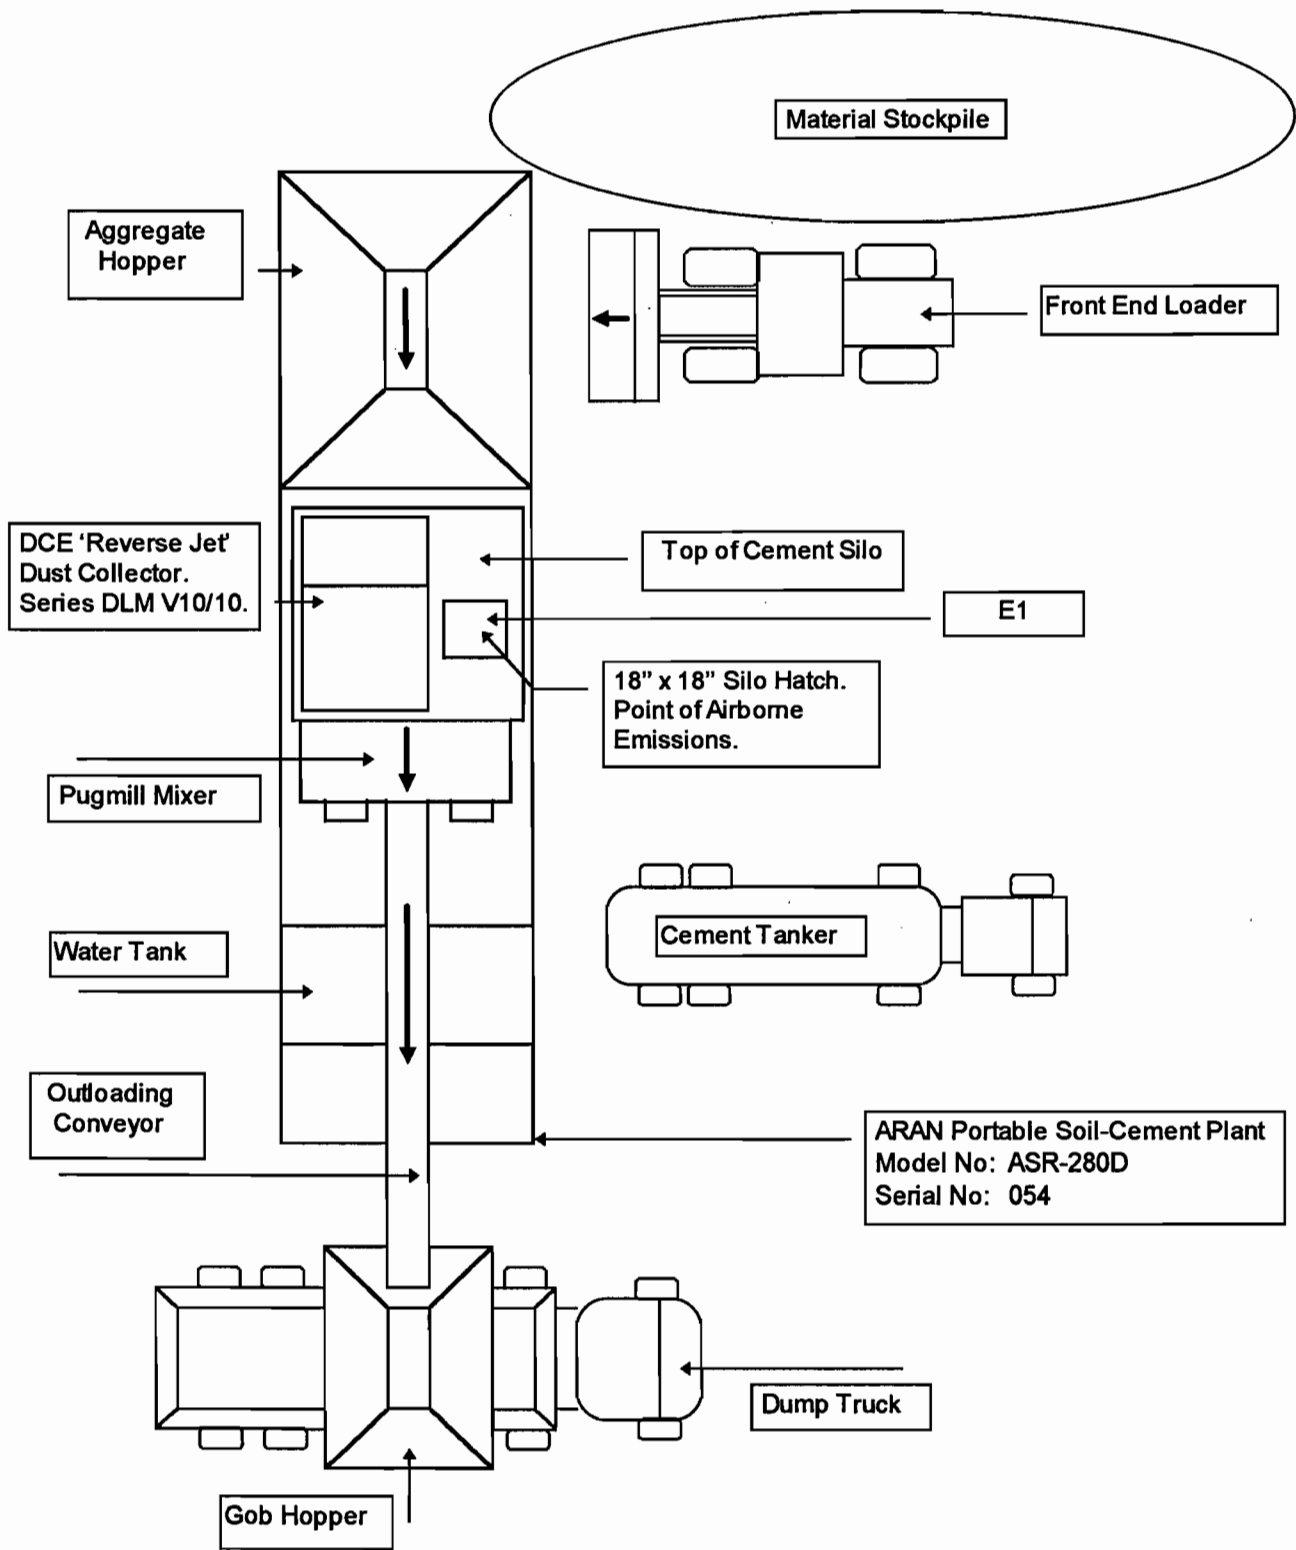 Material Stockpile
Aggregate
Hopper
Front End Loader
DCE ‘Reverse Jet’
Dust Collector.
Series DLM V10/10.
Top of Cement Silo
E1
18” x 18” Silo Hatch.
Point of Airborne
Emissions.
Pugmill Mixer
Water Tank
Cement Tanker
Outloading
Conveyor
ARAN Portable Soil-Cement Plant
Model No: ASR-280D
Serial No: 054
Dump Truck
Gob Hopper